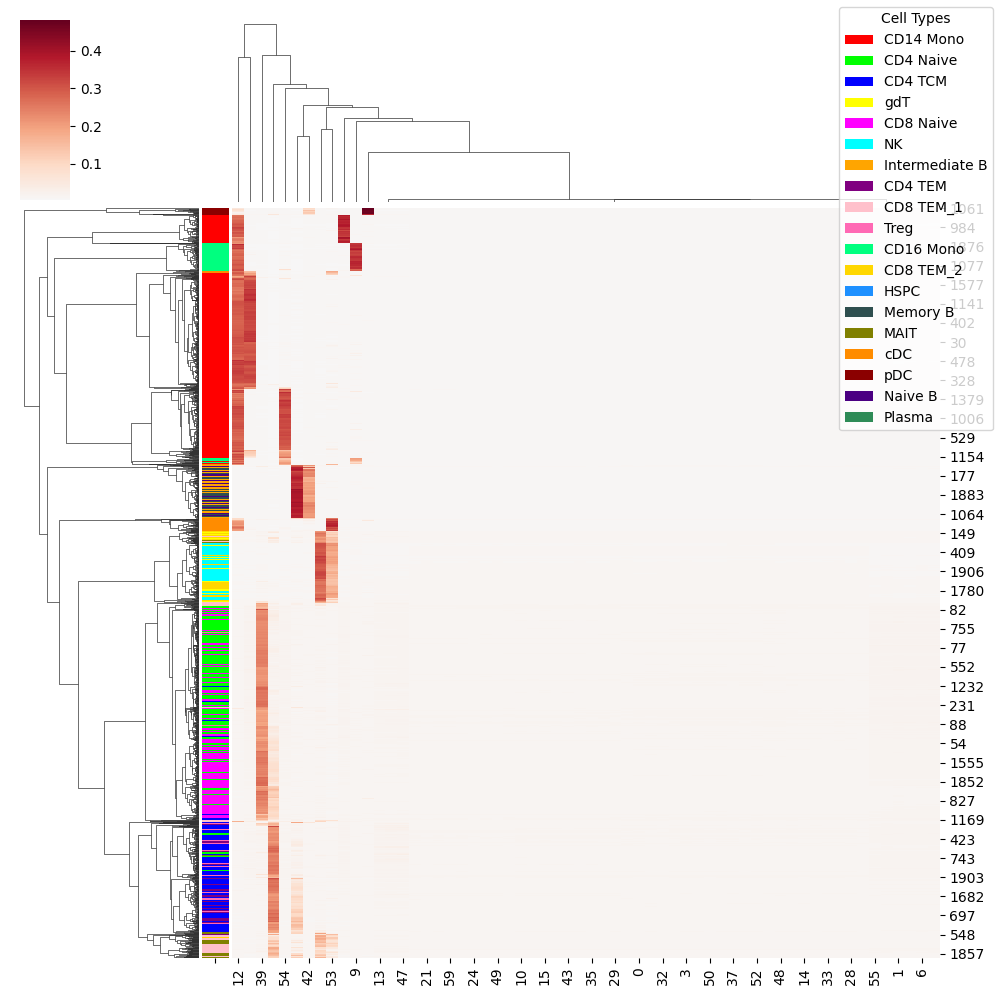 Cell Types
CD14 Mono
CD4 Naive
CD4 TCM
gdT
CD8 Naive
NK
Intermediate B
CD4 TEM
CD8 TEM_1
Treg
CD16 Mono
CD8 TEM_2
HSPC
Memory B
MAIT
cDC
pDC
Naive B
Plasma
0.4
0.3
0.2
0.1
1061
984
1876
1077
1577
1141
402
30
478
328
1379
1006
529
1154
177
1883
1064
149
409
1906
1780
82
755
77
552
1232
231
88
54
1555
1852
827
1169
423
743
1903
1682
697
548
1857
12 39 54 42 53 9 13 47 21 59 24 49 10 15 43 35 29 0 32 3 50 37 52 48 14 33 28 55 1 6